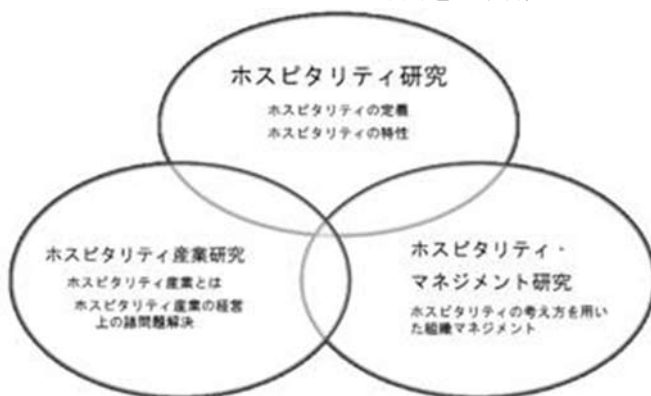 ホスピタリティ研究
ホスピタリティの定義
ホスピタリティの特性
ホスピタリティ産業研究
ホスピタリティ産業とは
ホスピタリティ産業の経営
上の諸問題解決
ホスピタリティ・
マネジメント研究
ホスピタリティの考え方を用い
た組織マネジメント